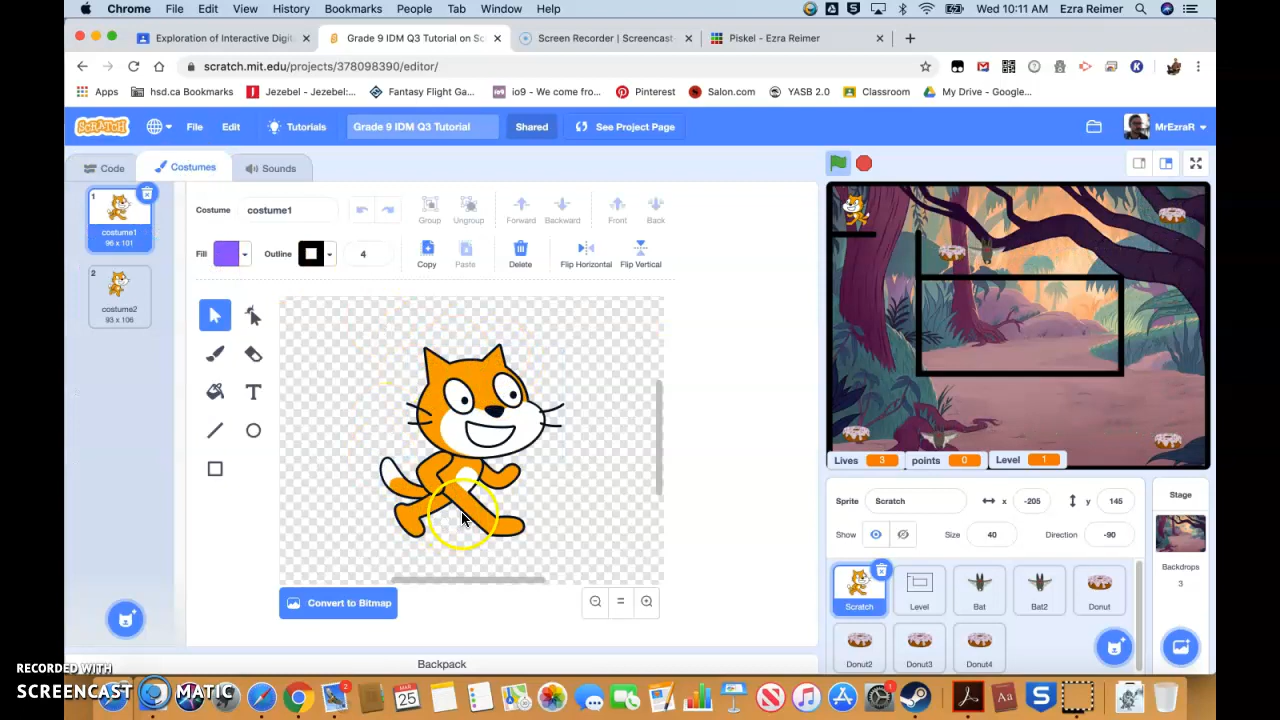 Chrome File Edit View History Bookmarks People Tab Window Help Wed 10:11 AM Ezra Reimer
Exploration of Interactive Digit Grade 9 IDM Q3 Tutorial on Sc Screen Recorder | Screencast- Piskel - Ezra Reimer
scratch.mit.edu/projects/378098390/editor/
Apps hsd.ca Bookmarks Jezebel - Jezebel:... Fantasy Flight Ga... io9 - We come fro... Pinterest Salon.com YASB 2.0 Classroom My Drive - Google...
SCRATCH File Edit Tutorials Grade 9 IDM Q3 Tutorial Shared See Project Page MrEzraR
Code Costumes Sounds
1
costume1
96 x 101
2
costume2
93 x 106
Costume costume1 Group Ungroup Forward Backward Front Back
Fill Outline 4 Copy Paste Delete Flip Horizontal Flip Vertical
T
Convert to Bitmap
Backpack
Lives 3 points 0 Level 1
Sprite Scratch x -205 y 145
Show Size 40 Direction -90
Scratch Level Bat Bat2 Donut
Donut2 Donut3 Donut4
Stage
Backdrops
3
RECORDED WITH
SCREENCAST MATIC
MAR
25
2
1
Aa
S